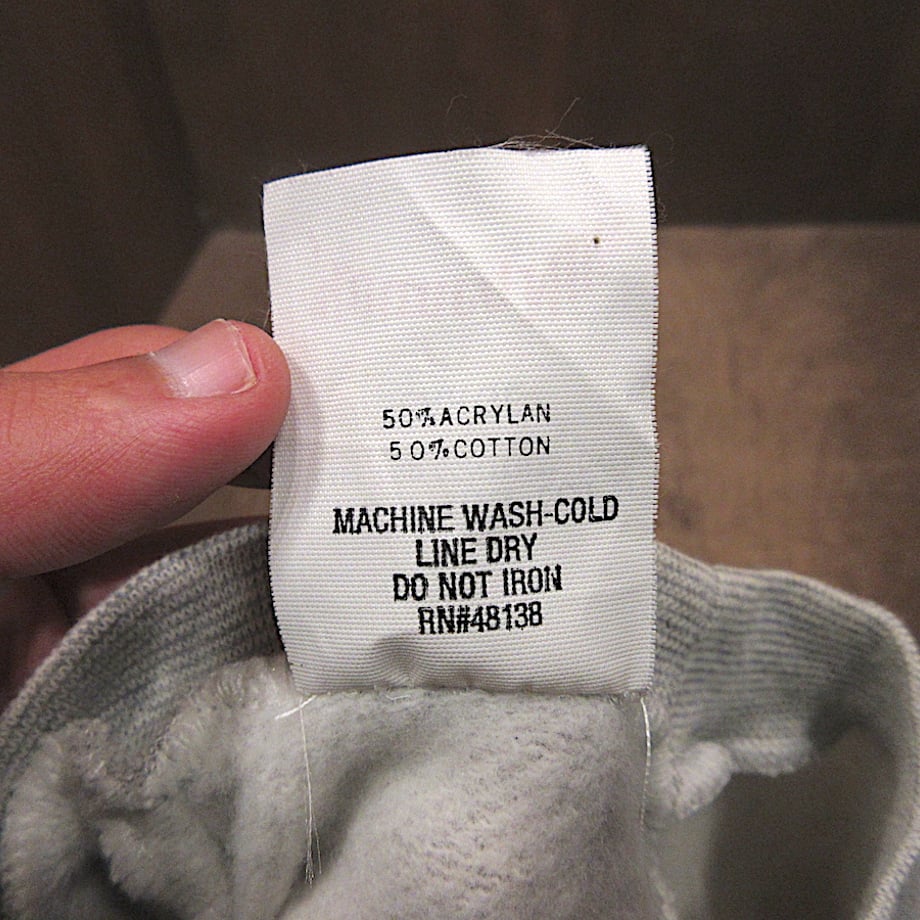 50%ACRYLAN
50%COTTON
MACHINE WASH-COLD
LINE DRY
DO NOT IRON
RN#48138